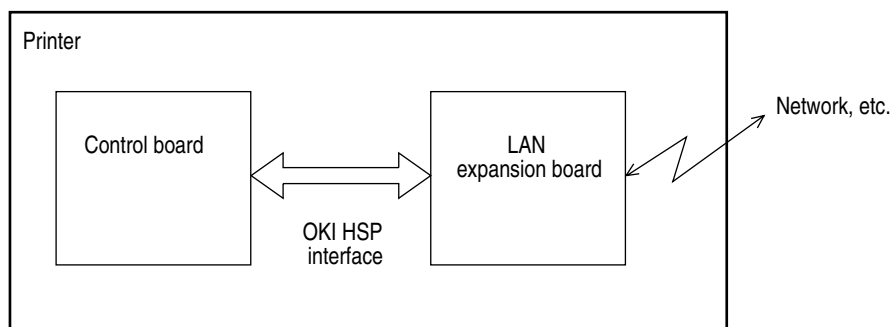 Printer
Control board
LAN
expansion board
Network, etc.
OKI HSP
interface